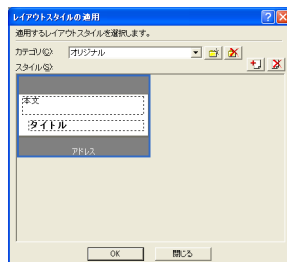 レイアウトスタイルの適用
適用するレイアウトスタイルを選択します。
カテゴリ(C): オリジナル
スタイル(S):
本文
タイトル
アドレス
OK 閉じる